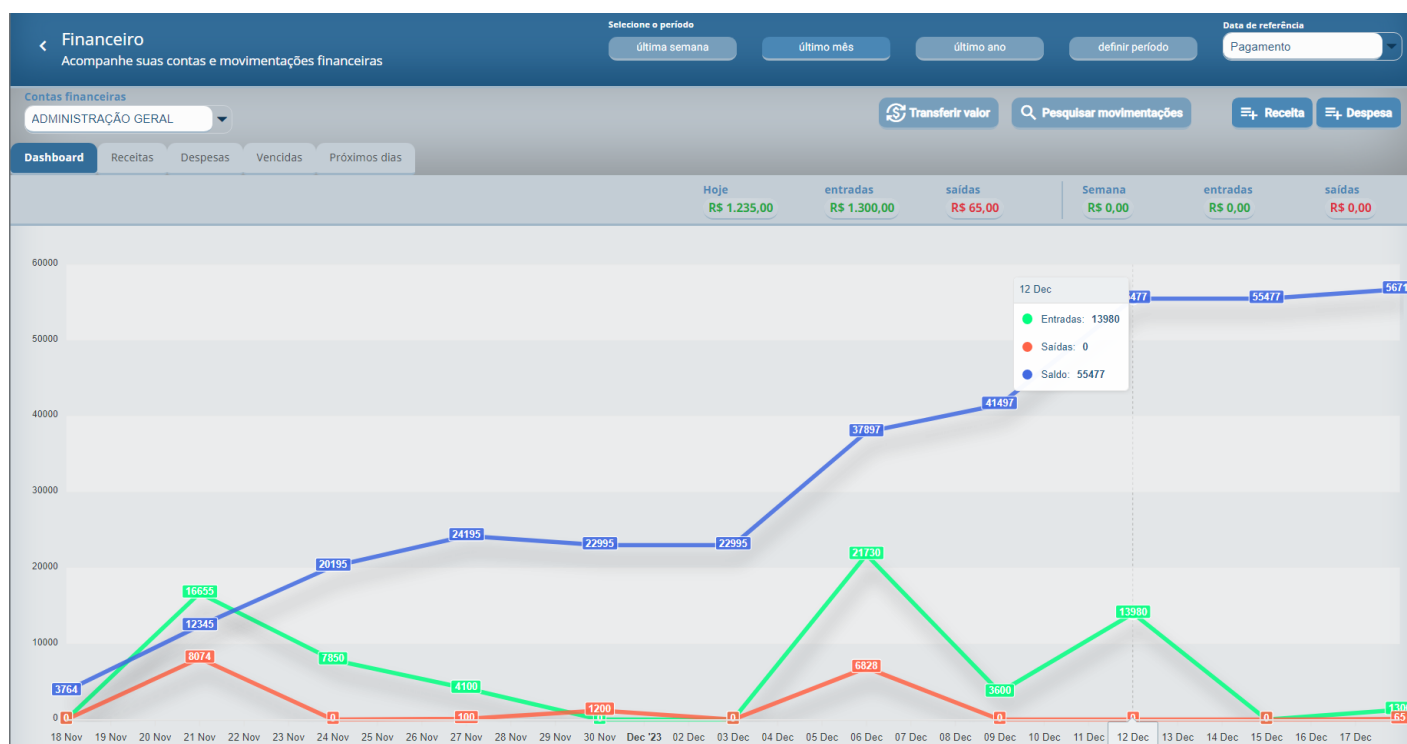 Financeiro
Acompanhe suas contas e movimentações financeiras
Selecione o período
última semana
último mês
último ano
definir período
Data de referência
Pagamento
Contas financeiras
ADMINISTRAÇÃO GERAL
Transferir valor
Pesquisar movimentações
Receita
Despesa
Dashboard Receitas Despesas Vencidas Próximos dias
Hoje entradas saídas Semana entradas saídas
R$ 1.235,00 R$ 1.300,00 R$ 65,00 R$ 0,00 R$ 0,00 R$ 0,00
60000
50000
40000
30000
20000
10000
0
12 Dec
Entradas: 13980
Saídas: 0
Saldo: 55477
477 55477 5671
41497
37897
24195
22995 22995
20195
12345
3764
16655
7850
4100
0
21730
3600
13980
0
130
0
8074
0
100
1200
0
6828
0
0
0
65
18 Nov 19 Nov 20 Nov 21 Nov 22 Nov 23 Nov 24 Nov 25 Nov 26 Nov 27 Nov 28 Nov 29 Nov 30 Nov Dec '23 02 Dec 03 Dec 04 Dec 05 Dec 06 Dec 07 Dec 08 Dec 09 Dec 10 Dec 11 Dec 12 Dec 13 Dec 14 Dec 15 Dec 16 Dec 17 Dec